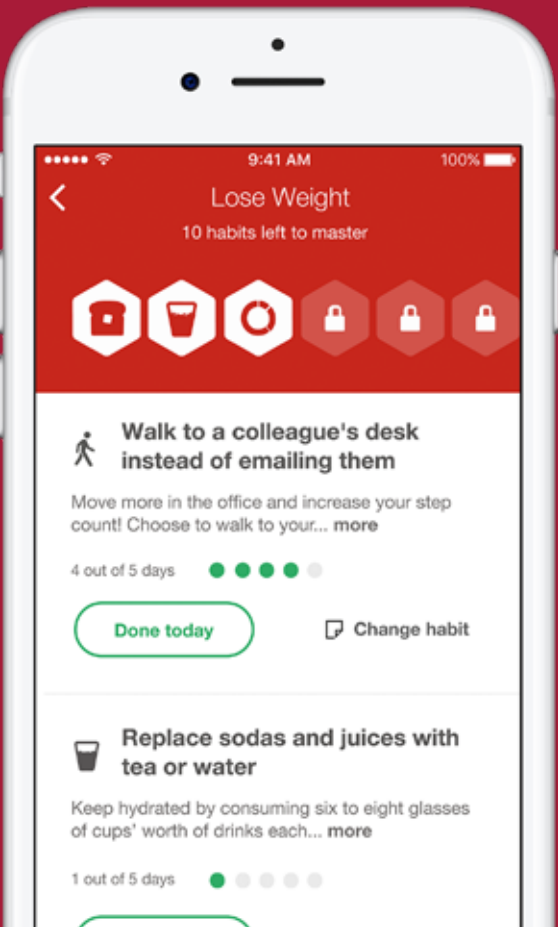 9:41 AM
100%
Lose Weight
10 habits left to master
Walk to a colleague's desk
instead of emailing them
Move more in the office and increase your step
count! Choose to walk to your... more
4 out of 5 days
Done today
Change habit
Replace sodas and juices with
tea or water
Keep hydrated by consuming six to eight glasses
of cups' worth of drinks each... more
1 out of 5 days